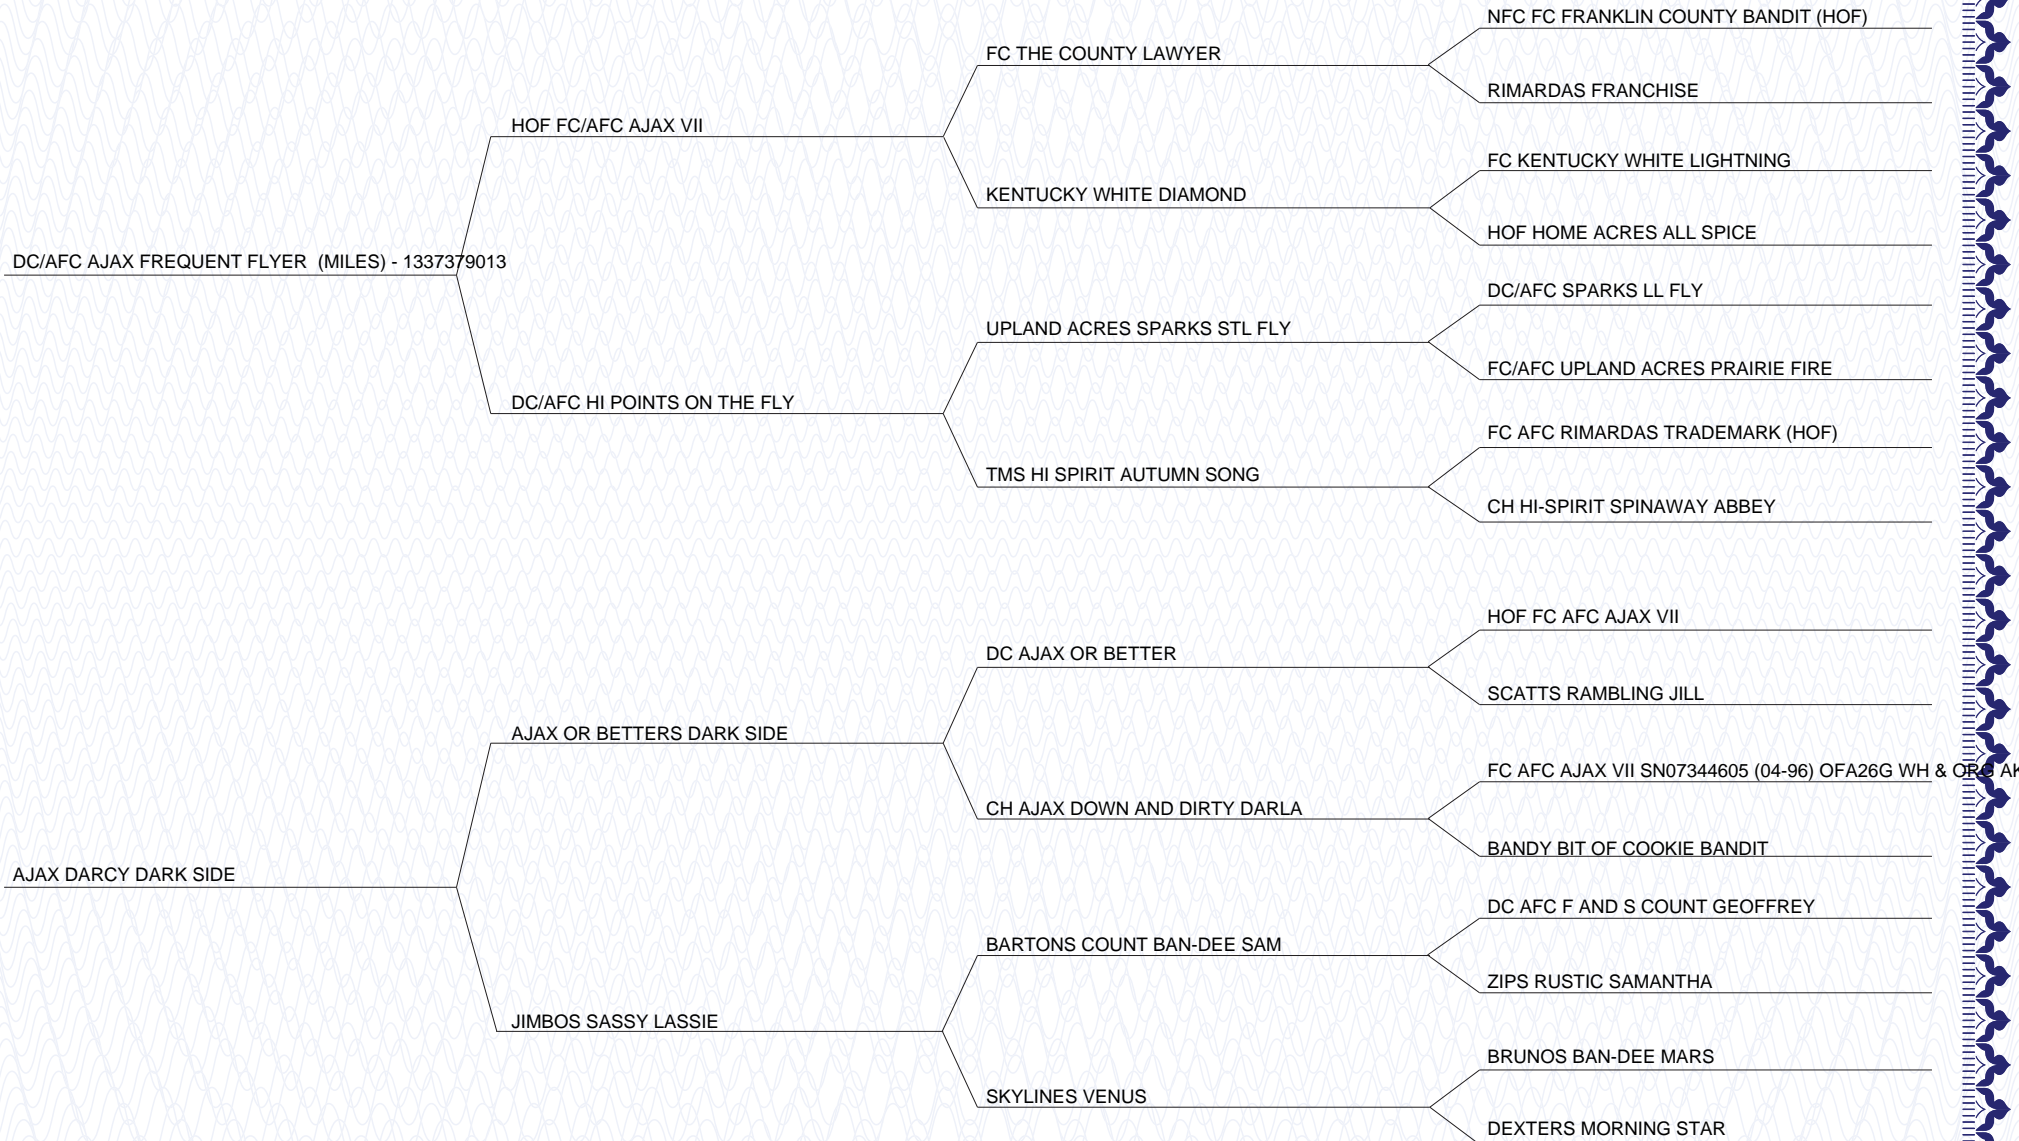 NFC FC FRANKLIN COUNTY BANDIT (HOF)
FC THE COUNTY LAWYER
RIMARDAS FRANCHISE
HOF FC/AFC AJAX VII
FC KENTUCKY WHITE LIGHTNING
KENTUCKY WHITE DIAMOND
HOF HOME ACRES ALL SPICE
DC/AFC AJAX FREQUENT FLYER  (MILES) - 1337379013
DC/AFC SPARKS LL FLY
UPLAND ACRES SPARKS STL FLY
FC/AFC UPLAND ACRES PRAIRIE FIRE
DC/AFC HI POINTS ON THE FLY
FC AFC RIMARDAS TRADEMARK (HOF)
TMS HI SPIRIT AUTUMN SONG
CH HI-SPIRIT SPINAWAY ABBEY
HOF FC AFC AJAX VII
DC AJAX OR BETTER
SCATTS RAMBLING JILL
AJAX OR BETTERS DARK SIDE
FC AFC AJAX VII SN07344605 (04-96) OFA26G WH & ORG AK
CH AJAX DOWN AND DIRTY DARLA
BANDY BIT OF COOKIE BANDIT
AJAX DARCY DARK SIDE
DC AFC F AND S COUNT GEOFFREY
BARTONS COUNT BAN-DEE SAM
ZIPS RUSTIC SAMANTHA
JIMBOS SASSY LASSIE
BRUNOS BAN-DEE MARS
SKYLINES VENUS
DEXTERS MORNING STAR